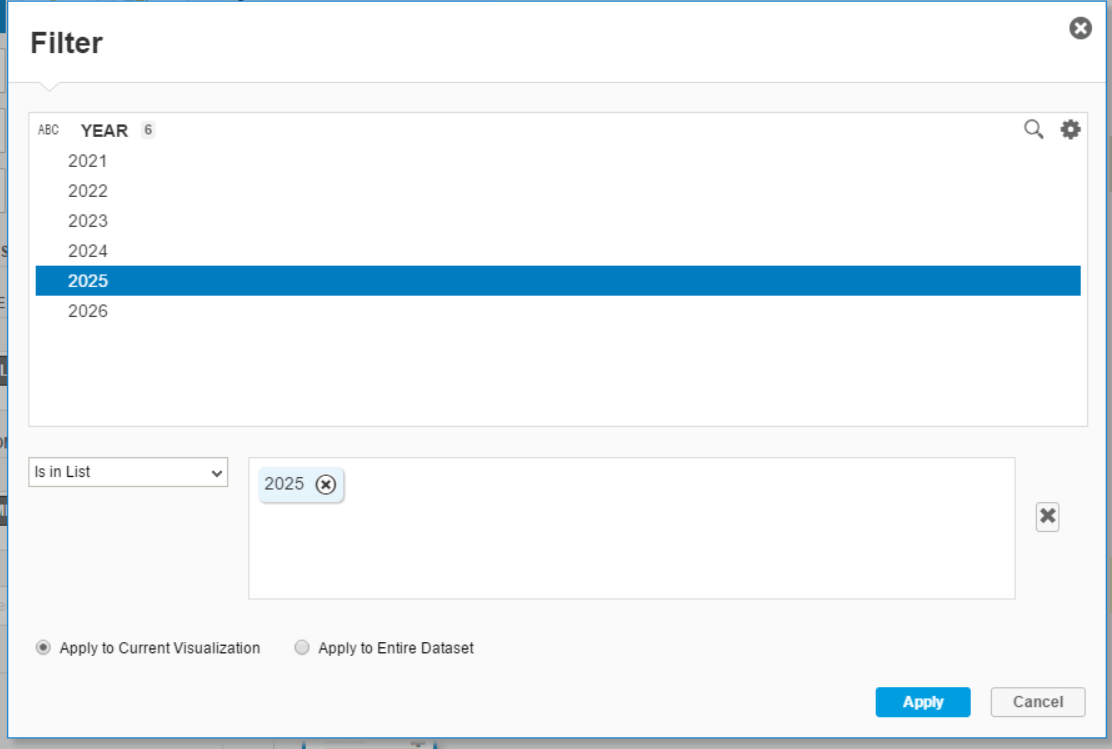 Filter
ABC YEAR 6
2021
2022
2023
2024
2025
2026
Is in List
2025
Apply to Current Visualization Apply to Entire Dataset
Apply Cancel